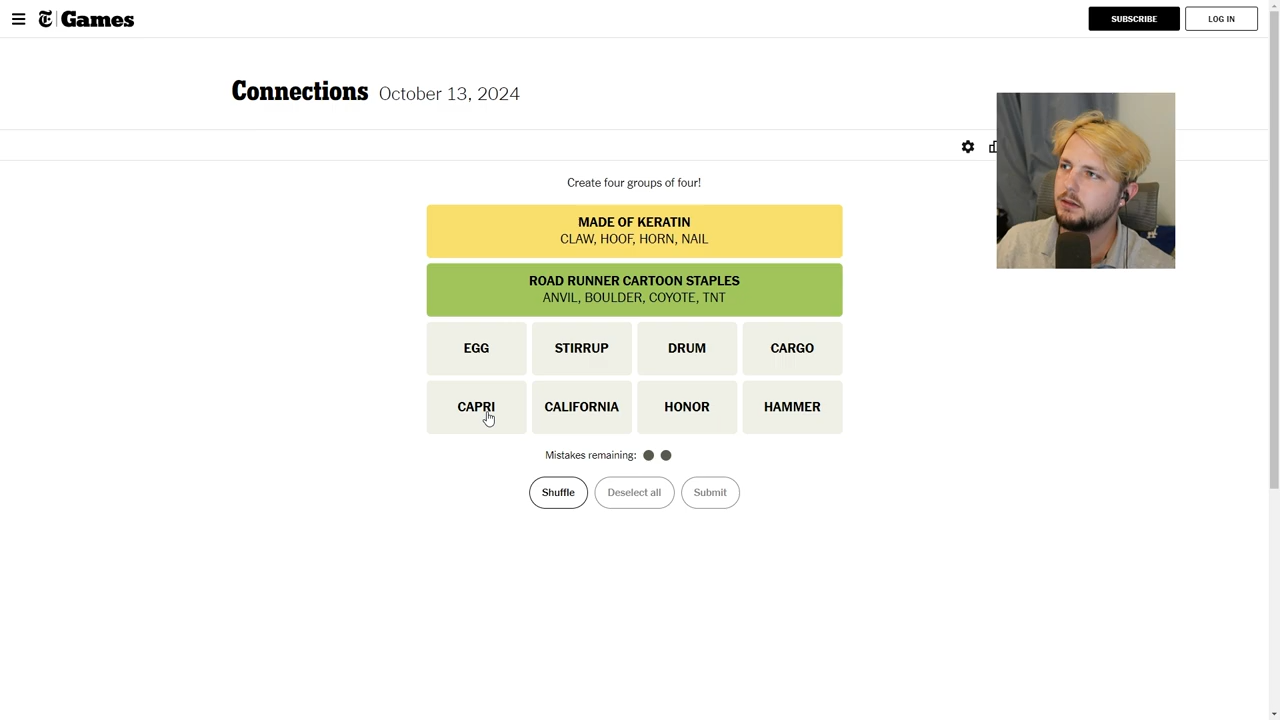 T Games
SUBSCRIBE
LOG IN
Connections October 13, 2024
Create four groups of four!
MADE OF KERATIN
CLAW, HOOF, HORN, NAIL
ROAD RUNNER CARTOON STAPLES
ANVIL, BOULDER, COYOTE, TNT
EGG STIRRUP DRUM CARGO
CAPRI CALIFORNIA HONOR HAMMER
Mistakes remaining:
Shuffle Deselect all Submit